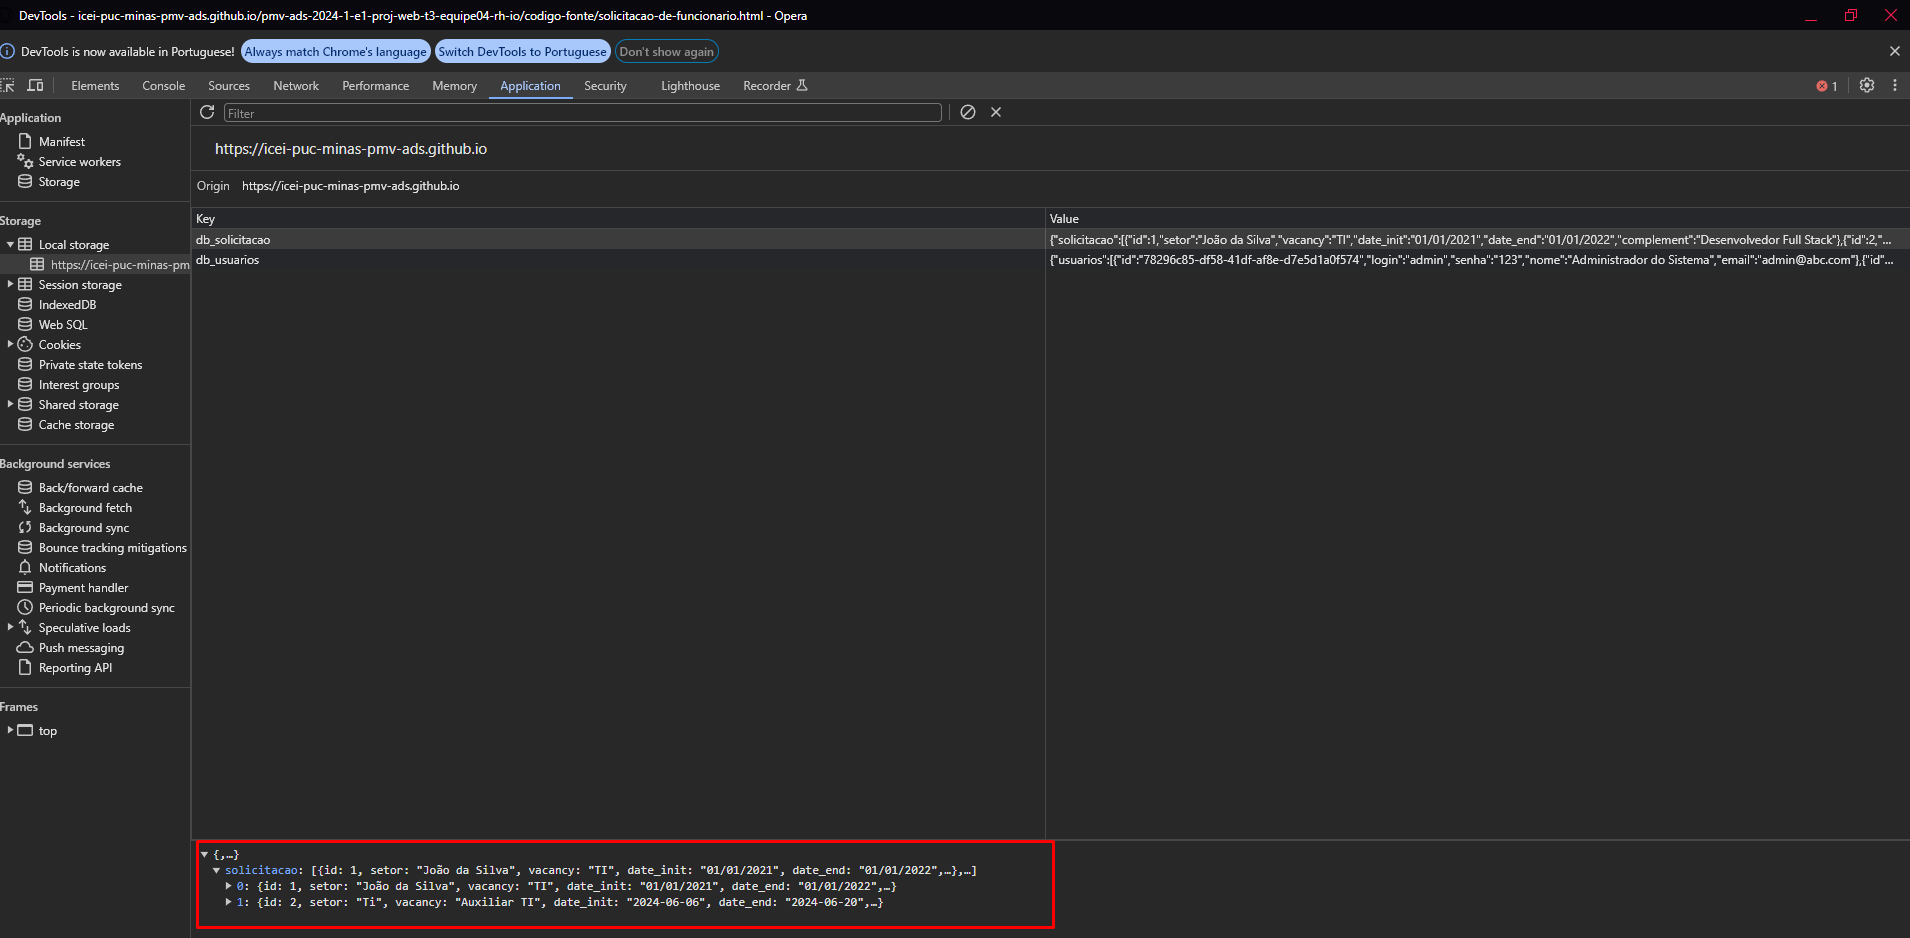 DevTools - icei-puc-minas-pmv-ads.github.io/pmv-ads-2024-1-e1-proj-web-t3-equipe04-rh-io/codigo-fonte/solicitacao-de-funcionario.html - Opera
DevTools is now available in Portuguese! Always match Chrome's language Switch DevTools to Portuguese Don't show again
Elements Console Sources Network Performance Memory Application Security Lighthouse Recorder 1
Application
Manifest
Service workers
Storage
Storage
Local storage
https://icei-puc-minas-pm
Session storage
IndexedDB
Web SQL
Cookies
Private state tokens
Interest groups
Shared storage
Cache storage
Background services
Back/forward cache
Background fetch
Background sync
Bounce tracking mitigations
Notifications
Payment handler
Periodic background sync
Speculative loads
Push messaging
Reporting API
Frames
top
Filter
https://icei-puc-minas-pmv-ads.github.io
Origin https://icei-puc-minas-pmv-ads.github.io
Key Value
db_solicitacao {"solicitacao":[{"id":1,"setor":"João da Silva","vacancy":"TI","date_init":"01/01/2021","date_end":"01/01/2022","complement":"Desenvolvedor Full Stack"},{"id":2,"...
db_usuarios {"usuarios":[{"id":"78296c85-df58-41df-af8e-d7e5d1a0f574","login":"admin","senha":"123","nome":"Administrador do Sistema","email":"admin@abc.com"},{"id"...
{,…}
solicitacao: [{id: 1, setor: "João da Silva", vacancy: "TI", date_init: "01/01/2021", date_end: "01/01/2022",…},…]
0: {id: 1, setor: "João da Silva", vacancy: "TI", date_init: "01/01/2021", date_end: "01/01/2022",…}
1: {id: 2, setor: "Ti", vacancy: "Auxiliar TI", date_init: "2024-06-06", date_end: "2024-06-20",…}